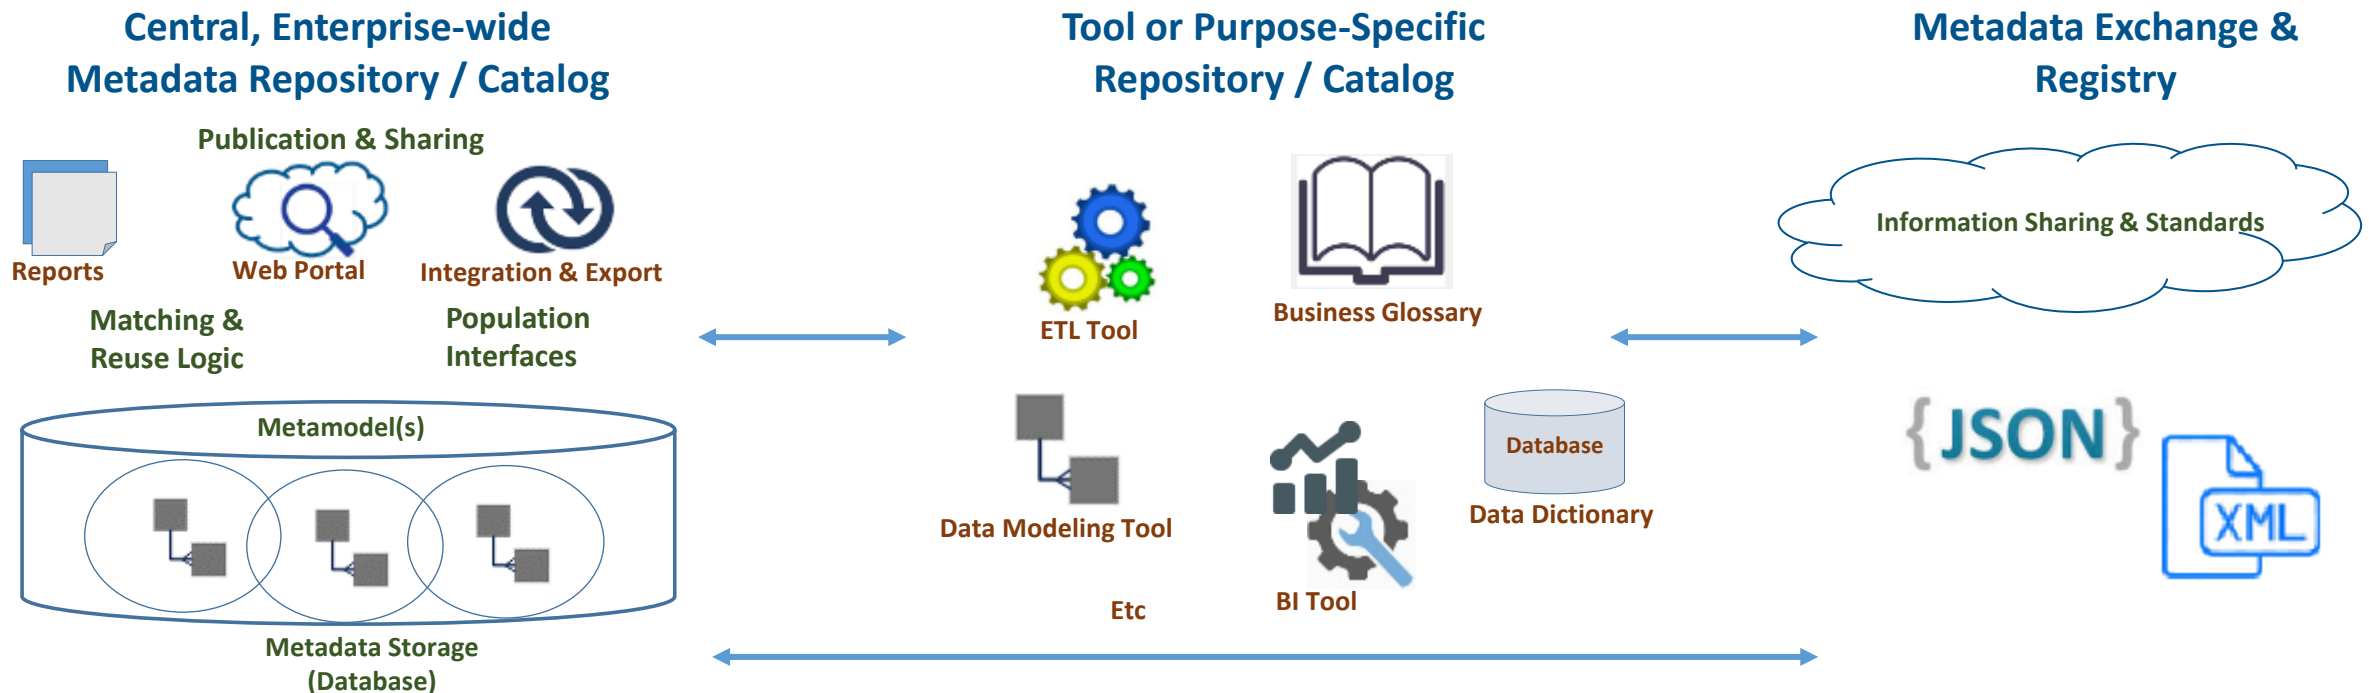 Central, Enterprise-wide
Metadata Repository / Catalog
Publication & Sharing
Reports
Web Portal
Integration & Export
Matching &
Reuse Logic
Population
Interfaces
Metamodel(s)
Metadata Storage
(Database)
Tool or Purpose-Specific
Repository / Catalog
ETL Tool
Business Glossary
Data Modeling Tool
BI Tool
Database
Data Dictionary
Etc
Metadata Exchange &
Registry
Information Sharing & Standards
{JSON}
XML